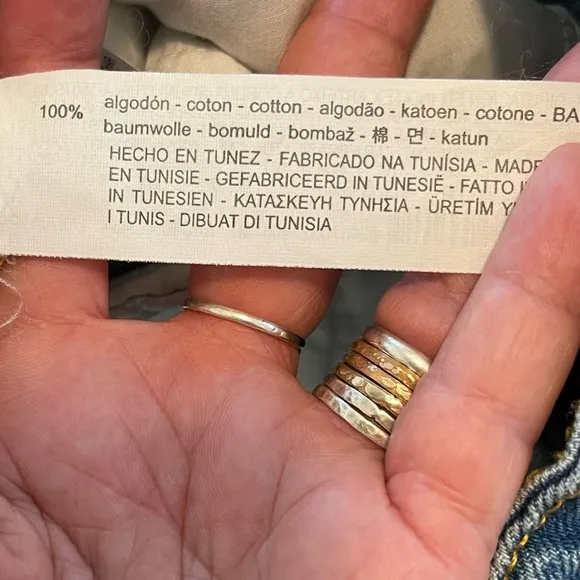 100% algodón - coton - cotton - algodão - katoen - cotone - BA
baumwolle - bomuld - bombaž - 棉 - 면 - katun
HECHO EN TUNEZ - FABRICADO NA TUNÍSIA - MADE
EN TUNISIE - GEFABRICEERD IN TUNESIË - FATTO I
IN TUNESIEN - ΚΑΤΑΣΚΕΥΗ ΤΥΝΗΣΙΑ - ÜRETİM Y
I TUNIS - DIBUAT DI TUNISIA